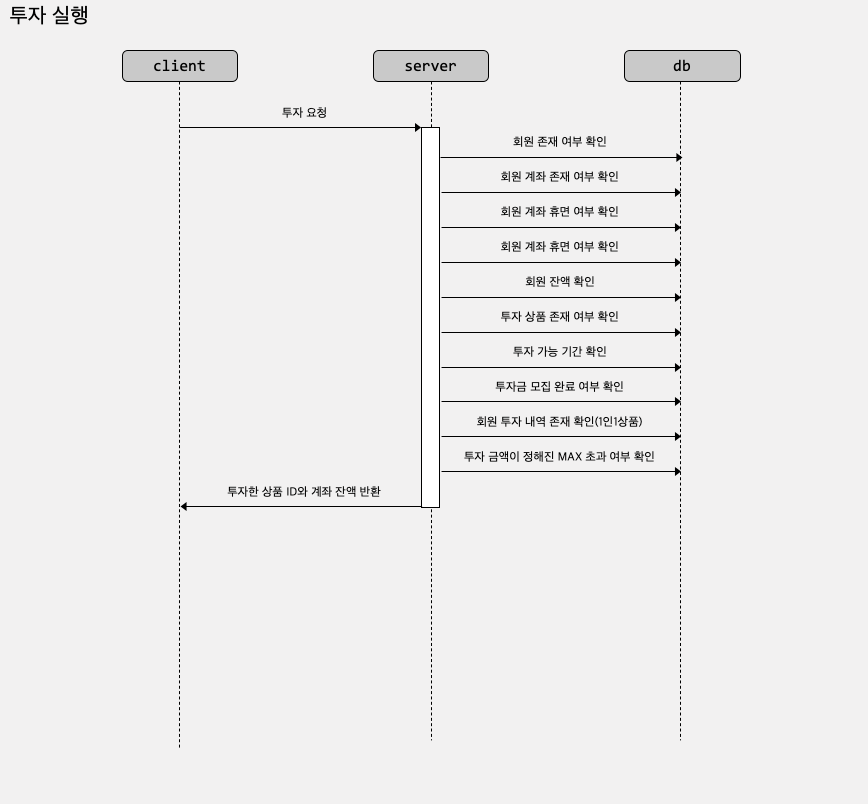 투자 실행
client
server
db
투자 요청
회원 존재 여부 확인
회원 계좌 존재 여부 확인
회원 계좌 휴면 여부 확인
회원 계좌 휴면 여부 확인
회원 잔액 확인
투자 상품 존재 여부 확인
투자 가능 기간 확인
투자금 모집 완료 여부 확인
회원 투자 내역 존재 확인(1인1상품)
투자 금액이 정해진 MAX 초과 여부 확인
투자한 상품 ID와 계좌 잔액 반환